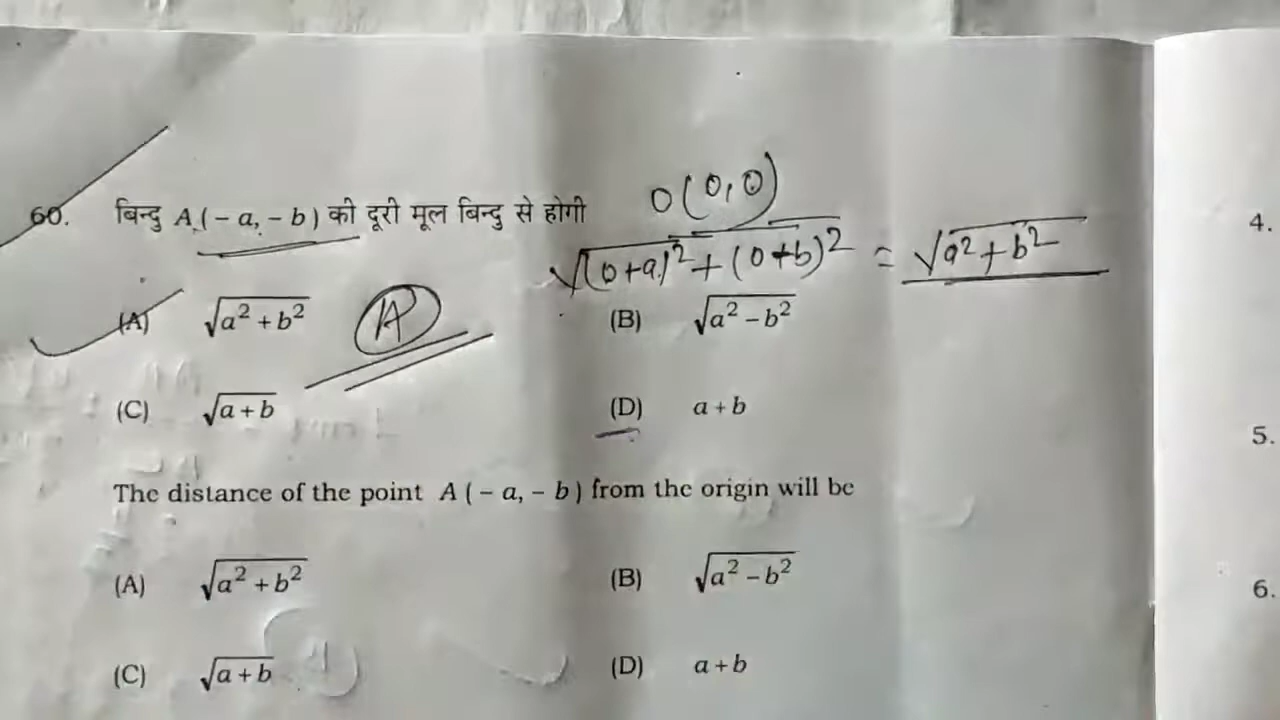 O(0,0)
60. बिन्दु A (– a, – b) की दूरी मूल बिन्दु से होगी
√(0+a)² + (0+b)² = √a² + b²
(A) √a² + b² (A) (B) √a² – b²
(C) √a + b (D) a + b
The distance of the point A (– a, – b) from the origin will be
(A) √a² + b² (B) √a² – b²
(C) √a + b (D) a + b
4.
5.
6.